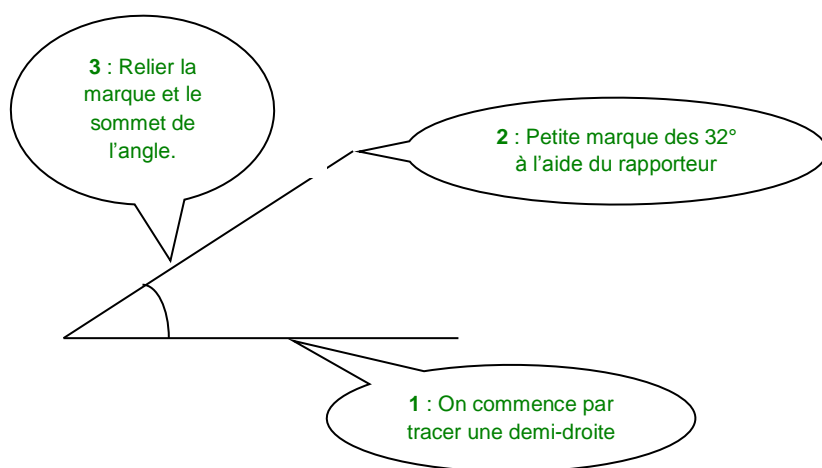 3 : Relier la
marque et le
sommet de
l'angle.
2 : Petite marque des 32°
à l'aide du rapporteur
1 : On commence par
tracer une demi-droite